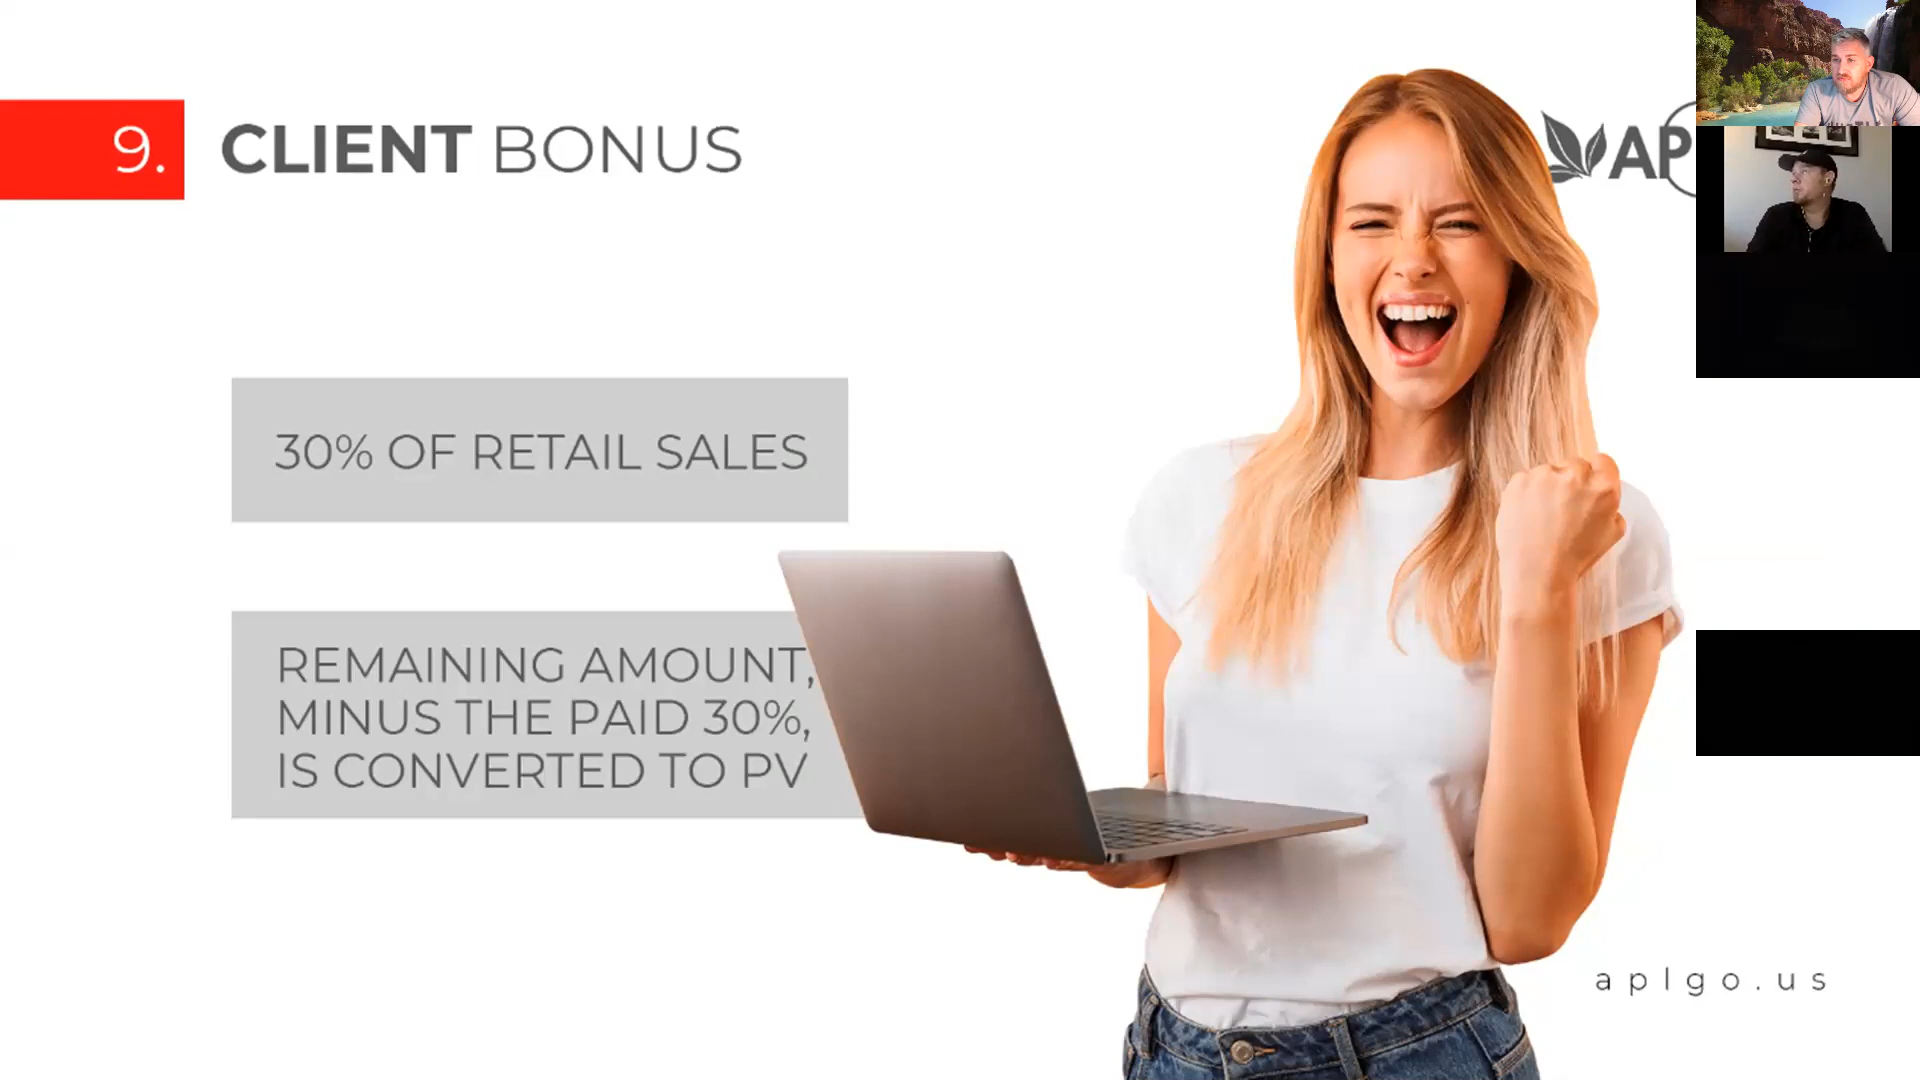 9. CLIENT BONUS
AP
30% OF RETAIL SALES
REMAINING AMOUNT,
MINUS THE PAID 30%,
IS CONVERTED TO PV
aplgo.us